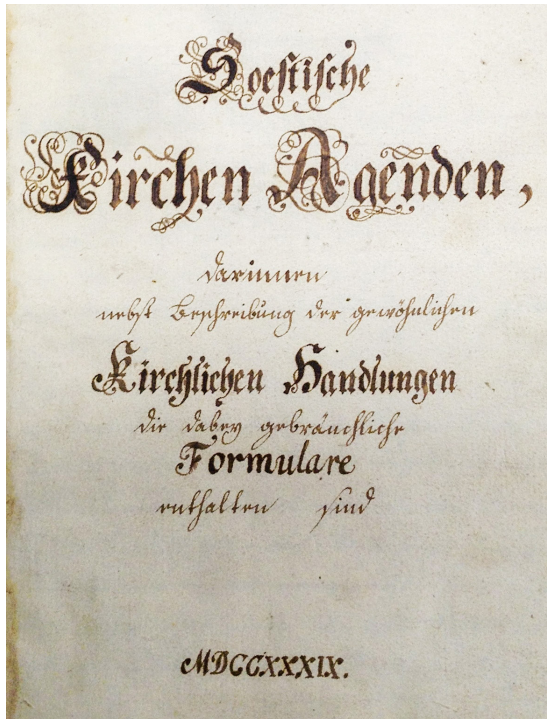 Soestische
Kirchen Agenden,
darinnen
nebst Beschreibung der gewöhnlichen
Kirchlichen Handlungen
die dabey gebräuchliche
Formulare
enthalten sind
MDCCXXXIX.